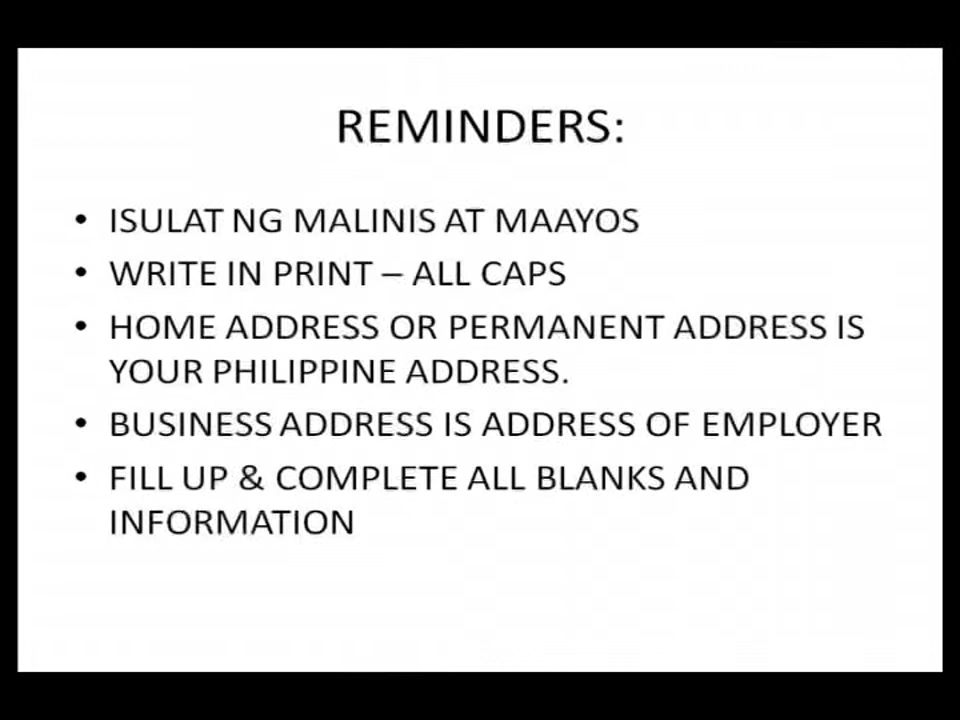 REMINDERS:
• ISULAT NG MALINIS AT MAAYOS
• WRITE IN PRINT – ALL CAPS
• HOME ADDRESS OR PERMANENT ADDRESS IS
YOUR PHILIPPINE ADDRESS.
• BUSINESS ADDRESS IS ADDRESS OF EMPLOYER
• FILL UP & COMPLETE ALL BLANKS AND
INFORMATION